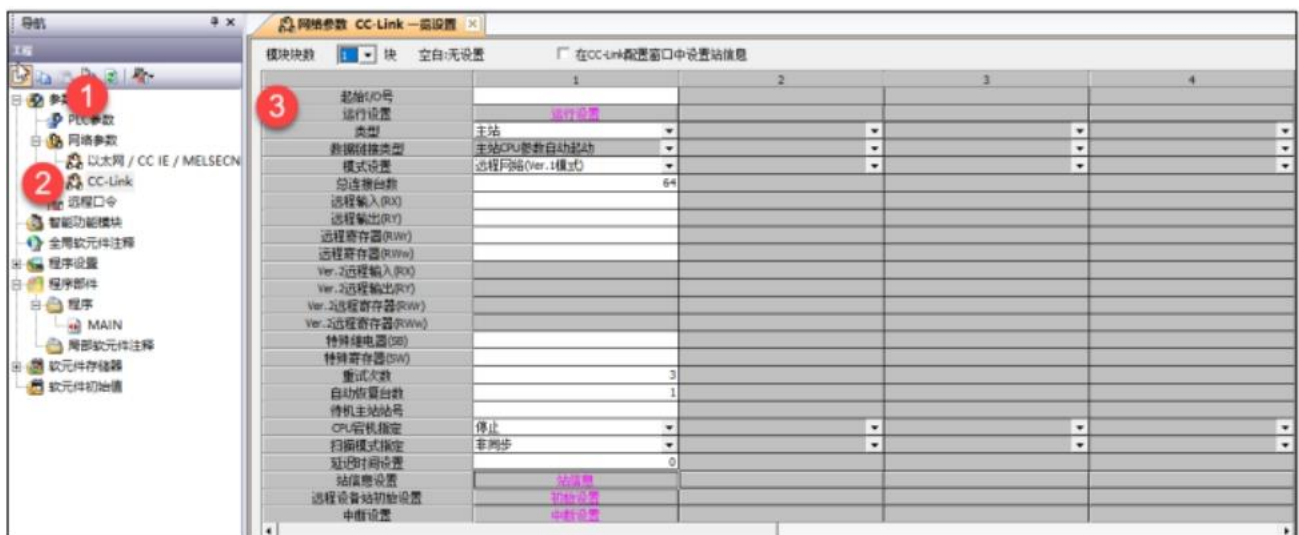 导航
网络参数 CC-Link 一览设置
工程
模块块数 1 块 空白:无设置 在CC-Link配置窗口中设置站信息
1 2 3 4
1
2
3
PLC参数
网络参数
以太网 / CC IE / MELSECN
CC-Link
远程口令
智能功能模块
全局软元件注释
程序设置
程序部件
程序
MAIN
局部软元件注释
软元件存储器
软元件初始值
起始I/O号
运行设置 运行设置
类型 主站
数据链接类型 主站CPU参数自动起动
模式设置 远程网络(Ver.1模式)
总连接台数 64
远程输入(RX)
远程输出(RY)
远程寄存器(RWr)
远程寄存器(RWw)
Ver.2远程输入(RX)
Ver.2远程输出(RY)
Ver.2远程寄存器(RWr)
Ver.2远程寄存器(RWw)
特殊继电器(SB)
特殊寄存器(SW)
重试次数 3
自动恢复台数 1
待机主站站号
CPU宕机指定 停止
扫描模式指定 非同步
延迟时间设置 0
站信息设置 站信息
远程设备站初始设置 初始设置
中断设置 中断设置